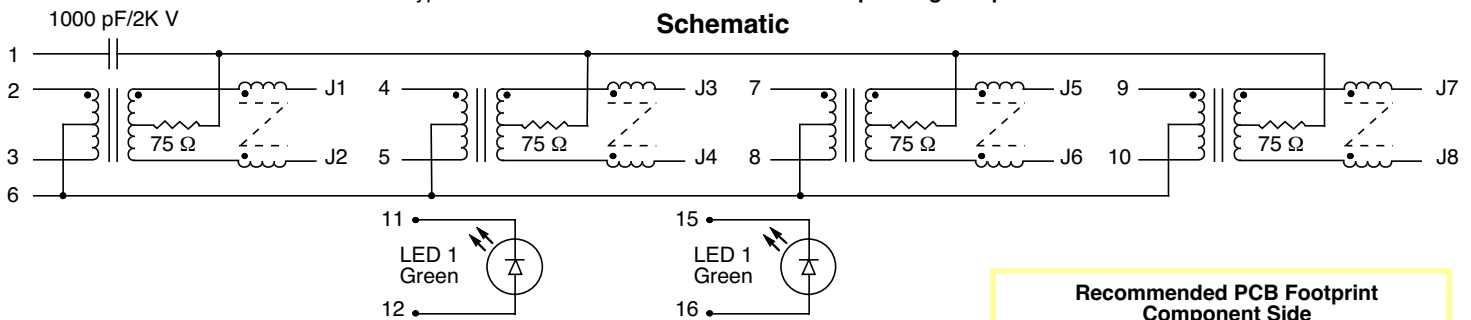 Schematic
1000 pF/2K V
1
2 J1 4 J3 7 J5 9 J7
75 Ω 75 Ω 75 Ω 75 Ω
3 J2 5 J4 8 J6 10 J8
6
11 15
LED 1 LED 1
Green Green
12 16
Recommended PCB Footprint
Component Side